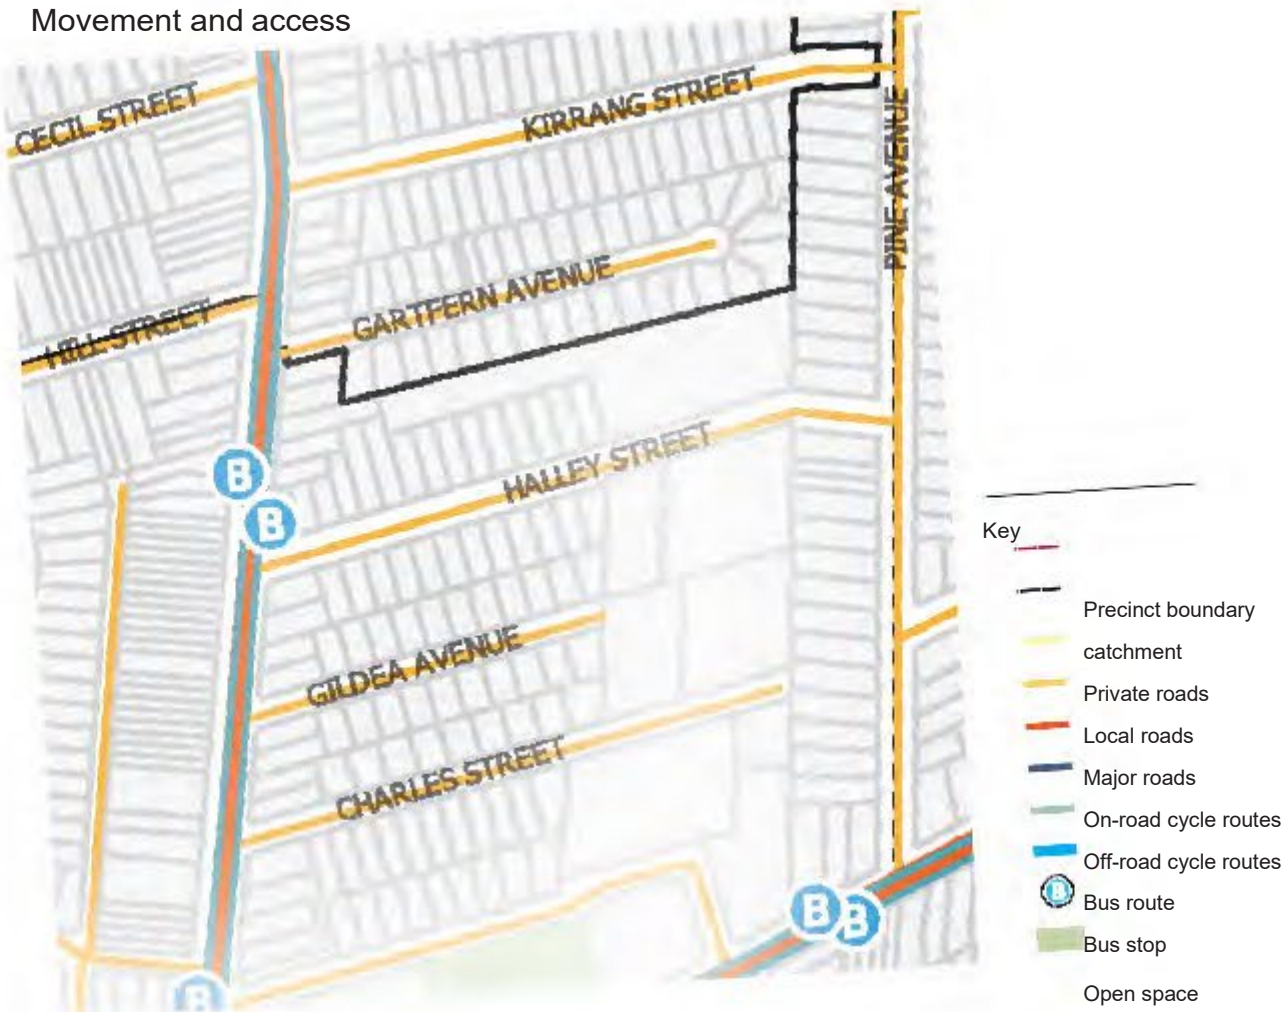 Movement and access
CECIL STREET
KIRRANG STREET
PINE AVENUE
GARTFERN AVENUE
HILL STREET
B
B
HALLEY STREET
GILDEA AVENUE
CHARLES STREET
B
B
B
Key
Precinct boundary
catchment
Private roads
Local roads
Major roads
On-road cycle routes
Off-road cycle routes
B
Bus route
Bus stop
Open space